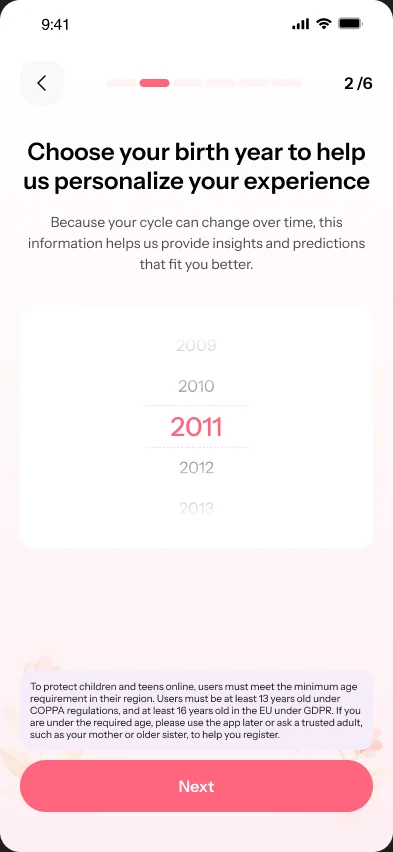 9:41
2 /6
Choose your birth year to help
us personalize your experience
Because your cycle can change over time, this
information helps us provide insights and predictions
that fit you better.
2009
2010
2011
2012
2013
To protect children and teens online, users must meet the minimum age
requirement in their region. Users must be at least 13 years old under
COPPA regulations, and at least 16 years old in the EU under GDPR. If you
are under the required age, please use the app later or ask a trusted adult,
such as your mother or older sister, to help you register.
Next